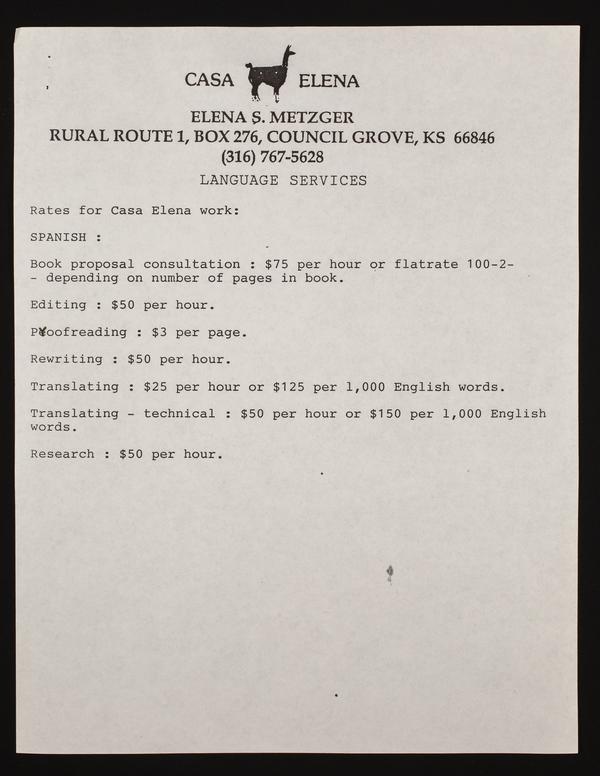 CASA ELENA
ELENA S. METZGER
RURAL ROUTE 1, BOX 276, COUNCIL GROVE, KS 66846
(316) 767-5628
LANGUAGE SERVICES
Rates for Casa Elena work:
SPANISH :
Book proposal consultation : $75 per hour or flatrate 100-2-
- depending on number of pages in book.
Editing : $50 per hour.
Proofreading : $3 per page.
Rewriting : $50 per hour.
Translating : $25 per hour or $125 per 1,000 English words.
Translating - technical : $50 per hour or $150 per 1,000 English
words.
Research : $50 per hour.